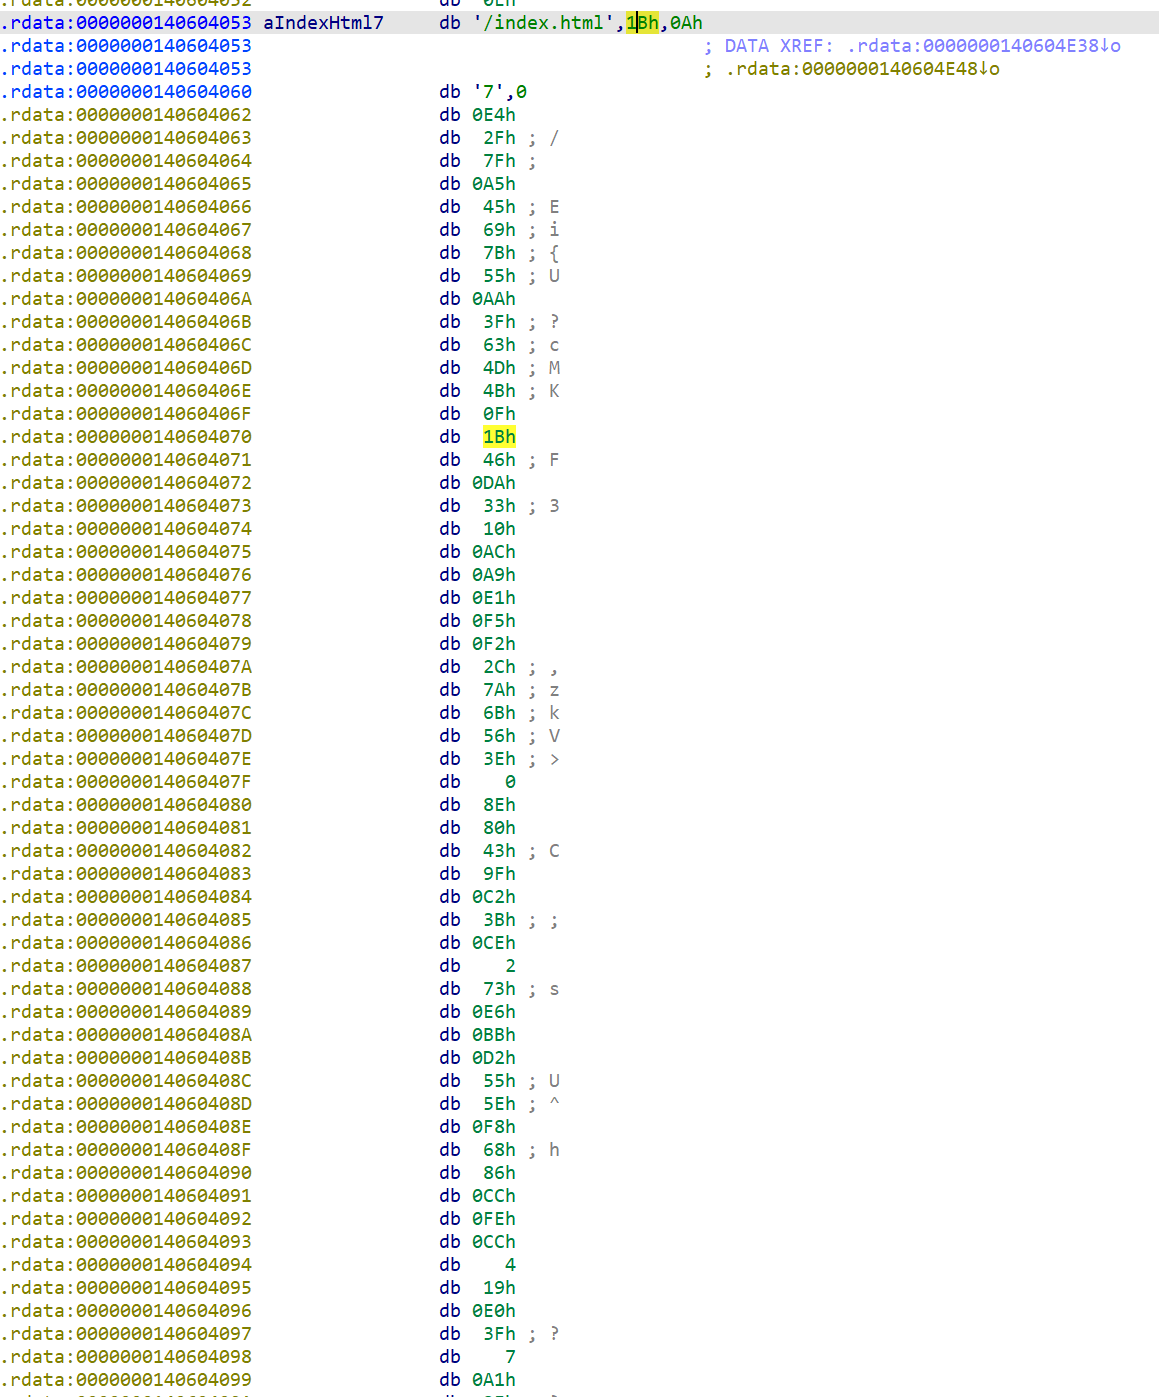 .rdata:0000000140604053 aIndexHtml7 db '/index.html',1Bh,0Ah
.rdata:0000000140604053 ; DATA XREF: .rdata:0000000140604E38↓o
.rdata:0000000140604053 ; .rdata:0000000140604E48↓o
.rdata:0000000140604060 db '7',0
.rdata:0000000140604062 db 0E4h
.rdata:0000000140604063 db 2Fh ; /
.rdata:0000000140604064 db 7Fh ;
.rdata:0000000140604065 db 0A5h
.rdata:0000000140604066 db 45h ; E
.rdata:0000000140604067 db 69h ; i
.rdata:0000000140604068 db 7Bh ; {
.rdata:0000000140604069 db 55h ; U
.rdata:000000014060406A db 0AAh
.rdata:000000014060406B db 3Fh ; ?
.rdata:000000014060406C db 63h ; c
.rdata:000000014060406D db 4Dh ; M
.rdata:000000014060406E db 4Bh ; K
.rdata:000000014060406F db 0Fh
.rdata:0000000140604070 db 1Bh
.rdata:0000000140604071 db 46h ; F
.rdata:0000000140604072 db 0DAh
.rdata:0000000140604073 db 33h ; 3
.rdata:0000000140604074 db 10h
.rdata:0000000140604075 db 0ACh
.rdata:0000000140604076 db 0A9h
.rdata:0000000140604077 db 0E1h
.rdata:0000000140604078 db 0F5h
.rdata:0000000140604079 db 0F2h
.rdata:000000014060407A db 2Ch ; ,
.rdata:000000014060407B db 7Ah ; z
.rdata:000000014060407C db 6Bh ; k
.rdata:000000014060407D db 56h ; V
.rdata:000000014060407E db 3Eh ; >
.rdata:000000014060407F db 0
.rdata:0000000140604080 db 8Eh
.rdata:0000000140604081 db 80h
.rdata:0000000140604082 db 43h ; C
.rdata:0000000140604083 db 9Fh
.rdata:0000000140604084 db 0C2h
.rdata:0000000140604085 db 3Bh ; ;
.rdata:0000000140604086 db 0CEh
.rdata:0000000140604087 db 2
.rdata:0000000140604088 db 73h ; s
.rdata:0000000140604089 db 0E6h
.rdata:000000014060408A db 0BBh
.rdata:000000014060408B db 0D2h
.rdata:000000014060408C db 55h ; U
.rdata:000000014060408D db 5Eh ; ^
.rdata:000000014060408E db 0F8h
.rdata:000000014060408F db 68h ; h
.rdata:0000000140604090 db 86h
.rdata:0000000140604091 db 0CCh
.rdata:0000000140604092 db 0FEh
.rdata:0000000140604093 db 0CCh
.rdata:0000000140604094 db 4
.rdata:0000000140604095 db 19h
.rdata:0000000140604096 db 0E0h
.rdata:0000000140604097 db 3Fh ; ?
.rdata:0000000140604098 db 7
.rdata:0000000140604099 db 0A1h